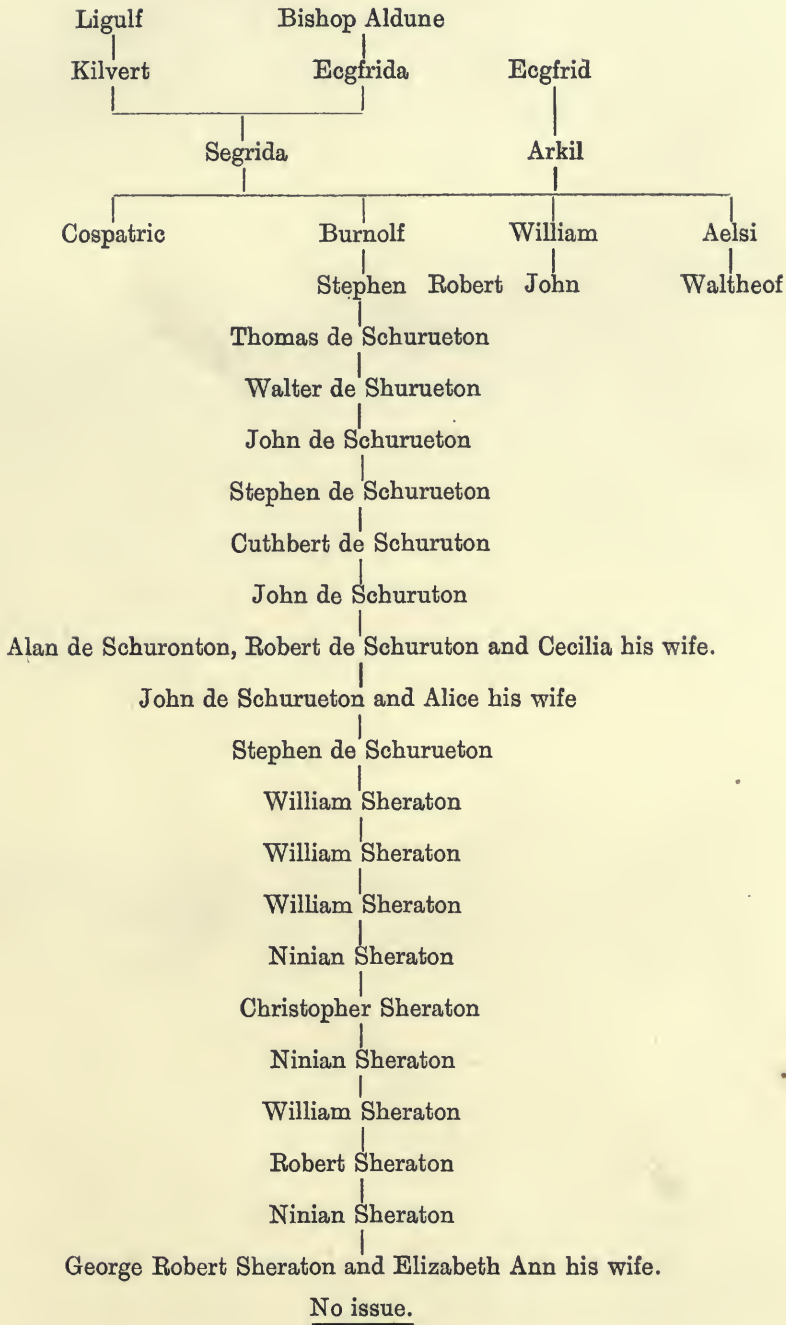 Ligulf Bishop Aldune
Kilvert Ecgfrida Ecgfrid
Segrida Arkil
Cospatric Burnolf William Aelsi
Stephen Robert John Waltheof
Thomas de Schurueton
Walter de Shurueton
John de Schurueton
Stephen de Schurueton
Cuthbert de Schuruton
John de Schuruton
Alan de Schuronton, Robert de Schuruton and Cecilia his wife.
John de Schurueton and Alice his wife
Stephen de Schurueton
William Sheraton
William Sheraton
William Sheraton
Ninian Sheraton
Christopher Sheraton
Ninian Sheraton
William Sheraton
Robert Sheraton
Ninian Sheraton
George Robert Sheraton and Elizabeth Ann his wife.
No issue.